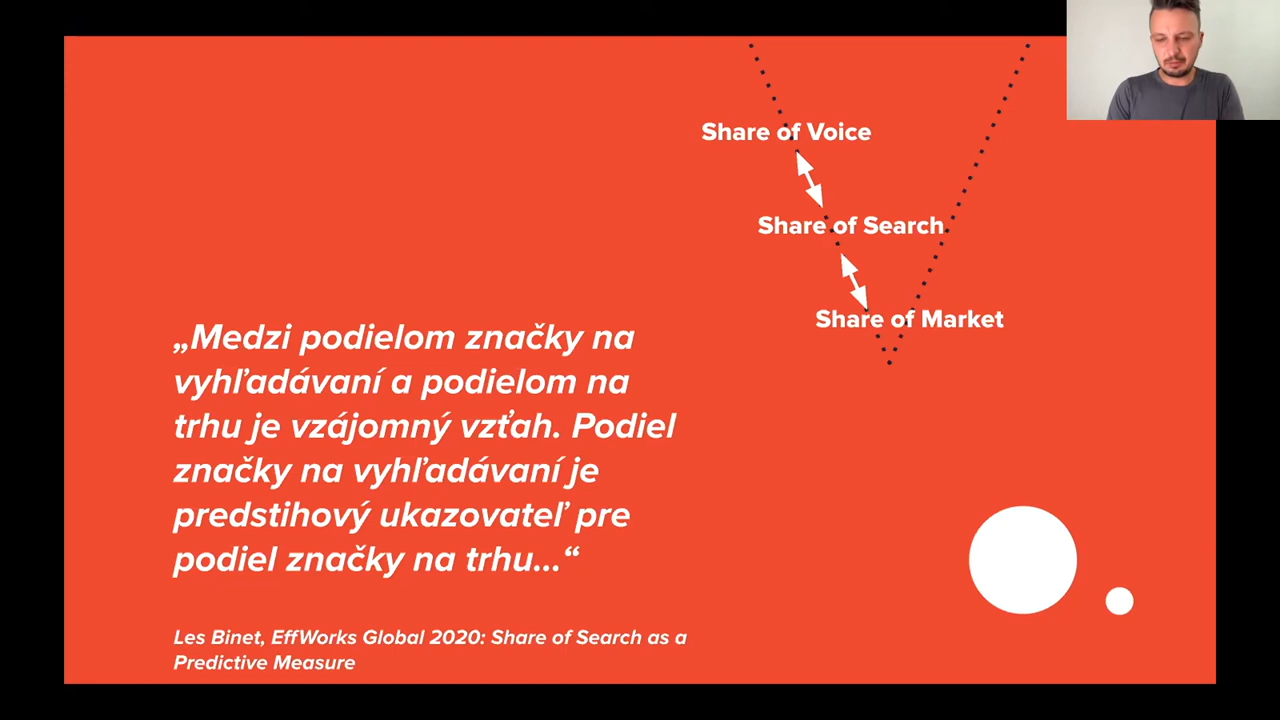 Share of Voice
Share of Search
Share of Market
„Medzi podielom značky na
vyhľadávaní a podielom na
trhu je vzájomný vzťah. Podiel
značky na vyhľadávaní je
predstihový ukazovateľ pre
podiel značky na trhu...“
Les Binet, EffWorks Global 2020: Share of Search as a
Predictive Measure